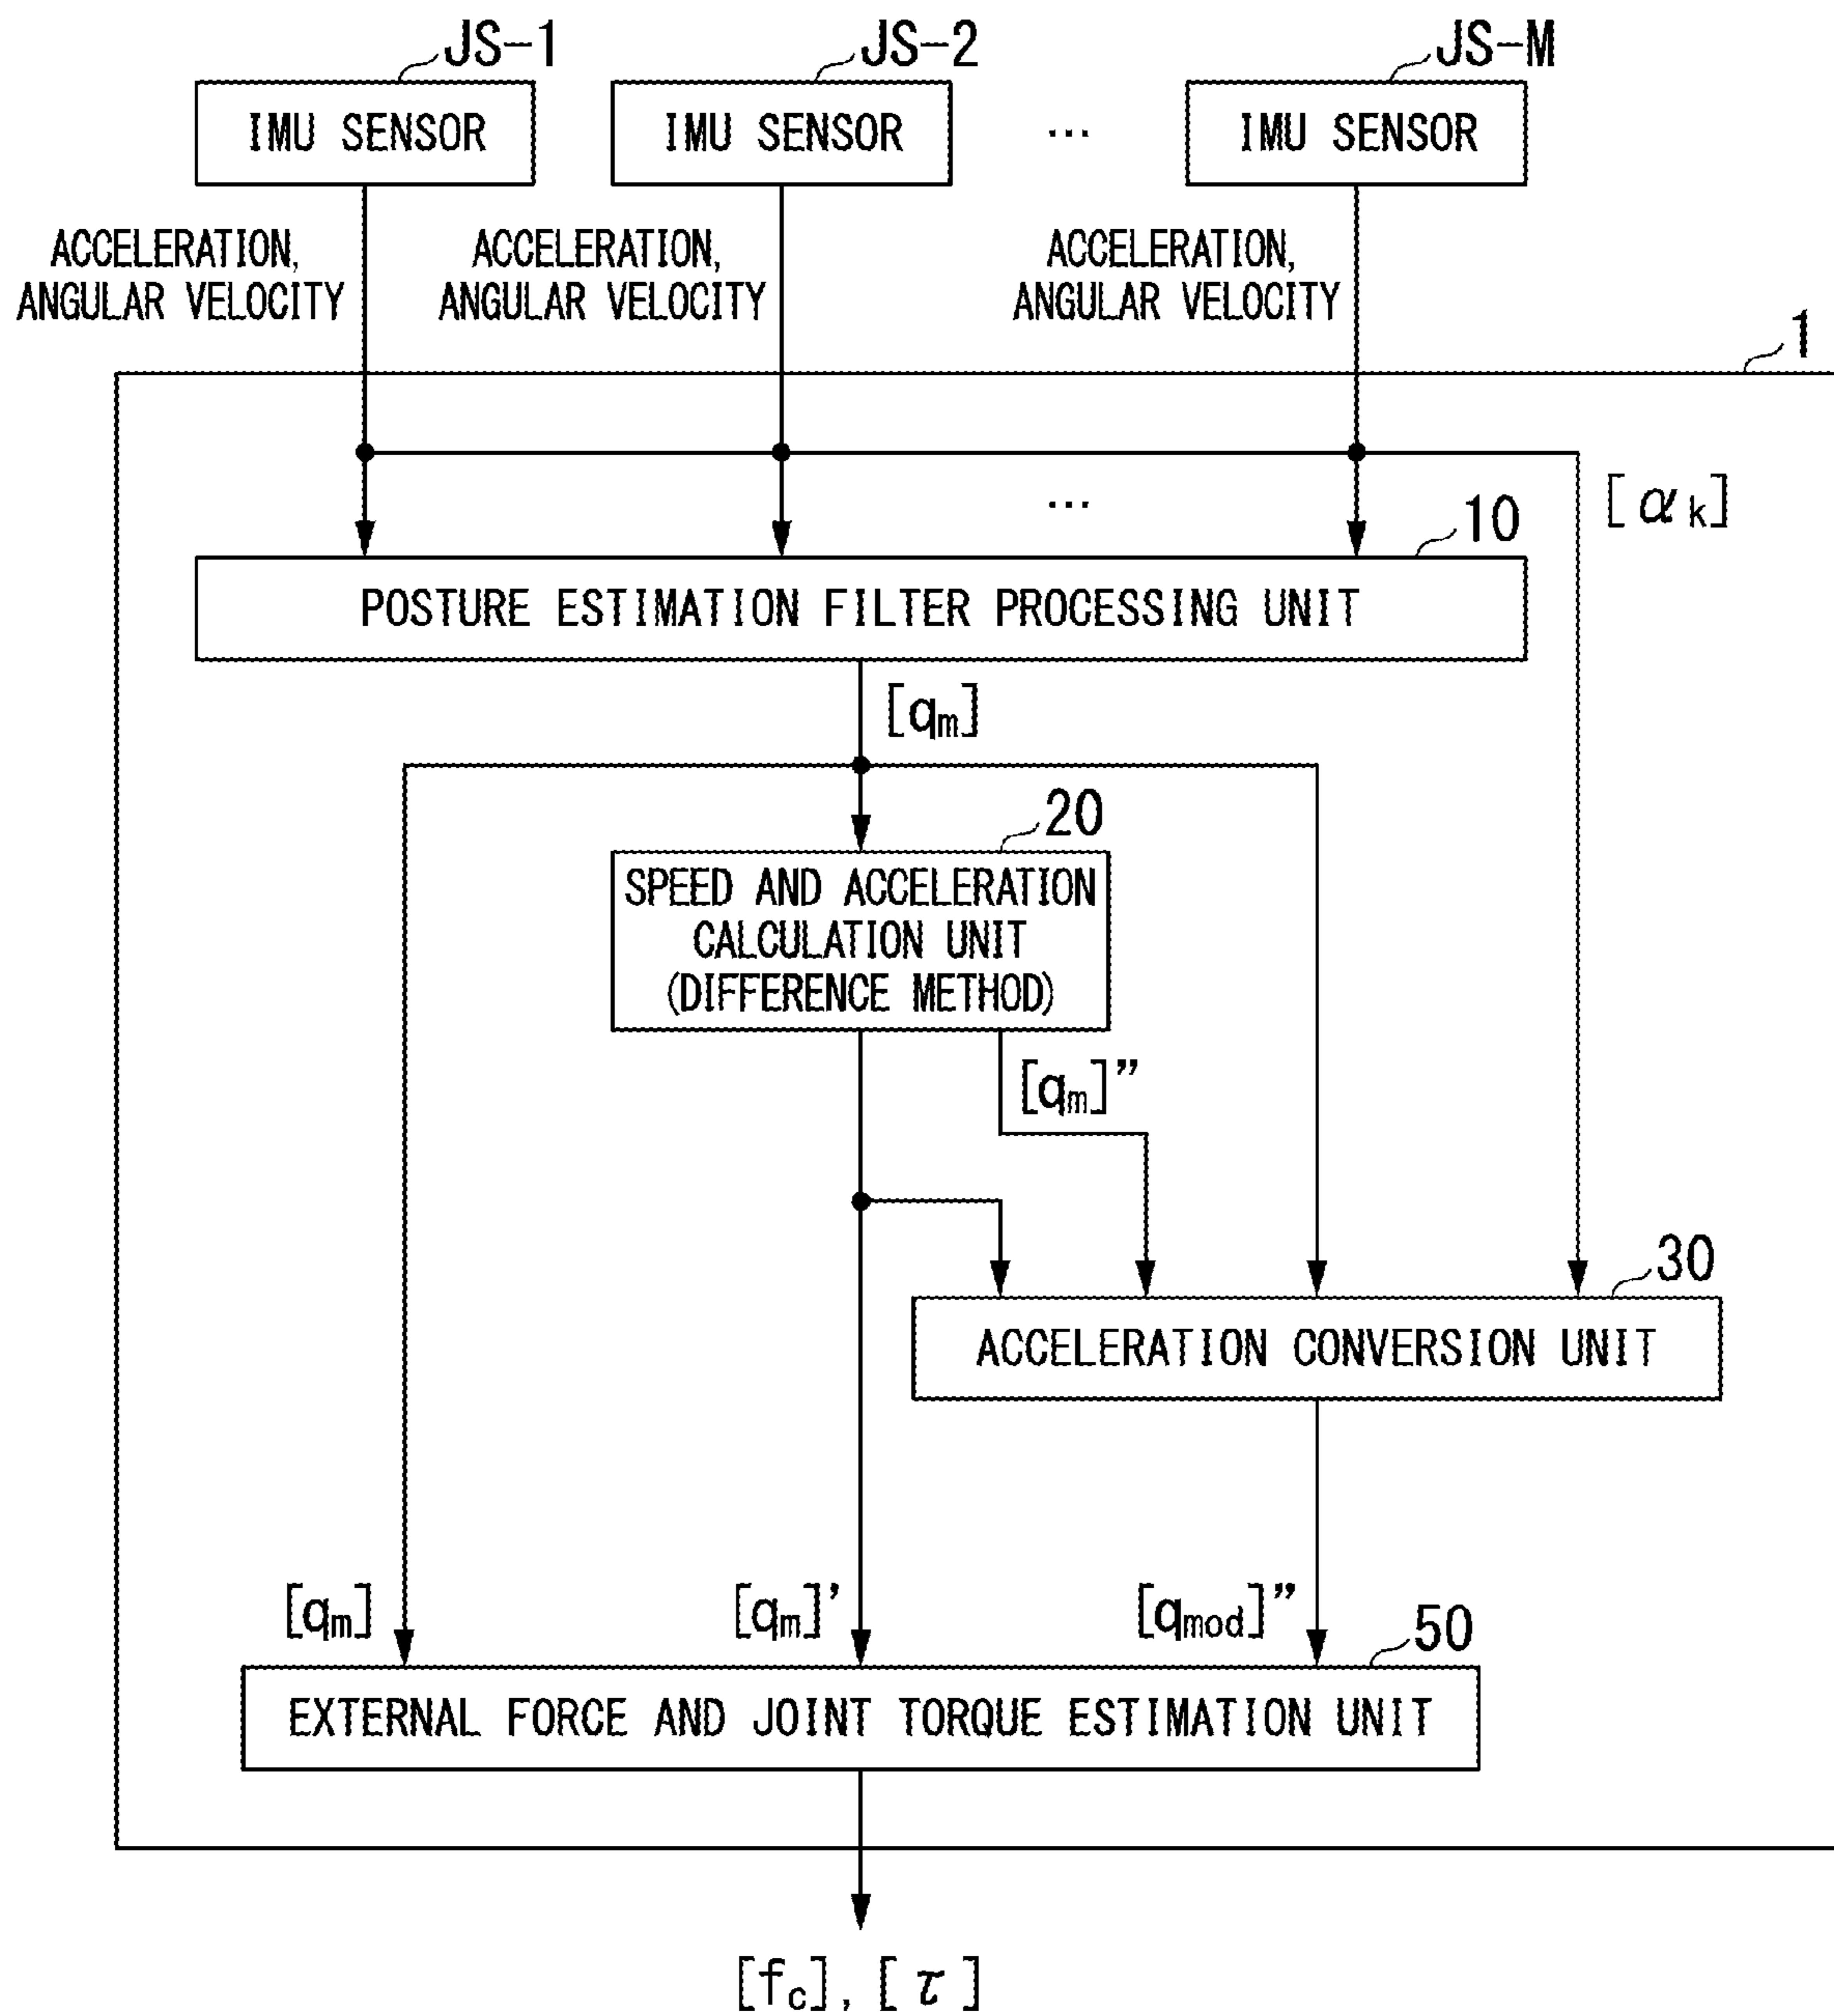 JS-1
JS-2
JS-M
IMU SENSOR
IMU SENSOR
...
IMU SENSOR
ACCELERATION,
ANGULAR VELOCITY
ACCELERATION,
ANGULAR VELOCITY
ACCELERATION,
ANGULAR VELOCITY
1
[αk]
...
10
POSTURE ESTIMATION FILTER PROCESSING UNIT
[qm]
20
SPEED AND ACCELERATION
CALCULATION UNIT
(DIFFERENCE METHOD)
[qm]”
30
ACCELERATION CONVERSION UNIT
[qm]
[qm]’
[qmod]”
50
EXTERNAL FORCE AND JOINT TORQUE ESTIMATION UNIT
[fc], [τ]